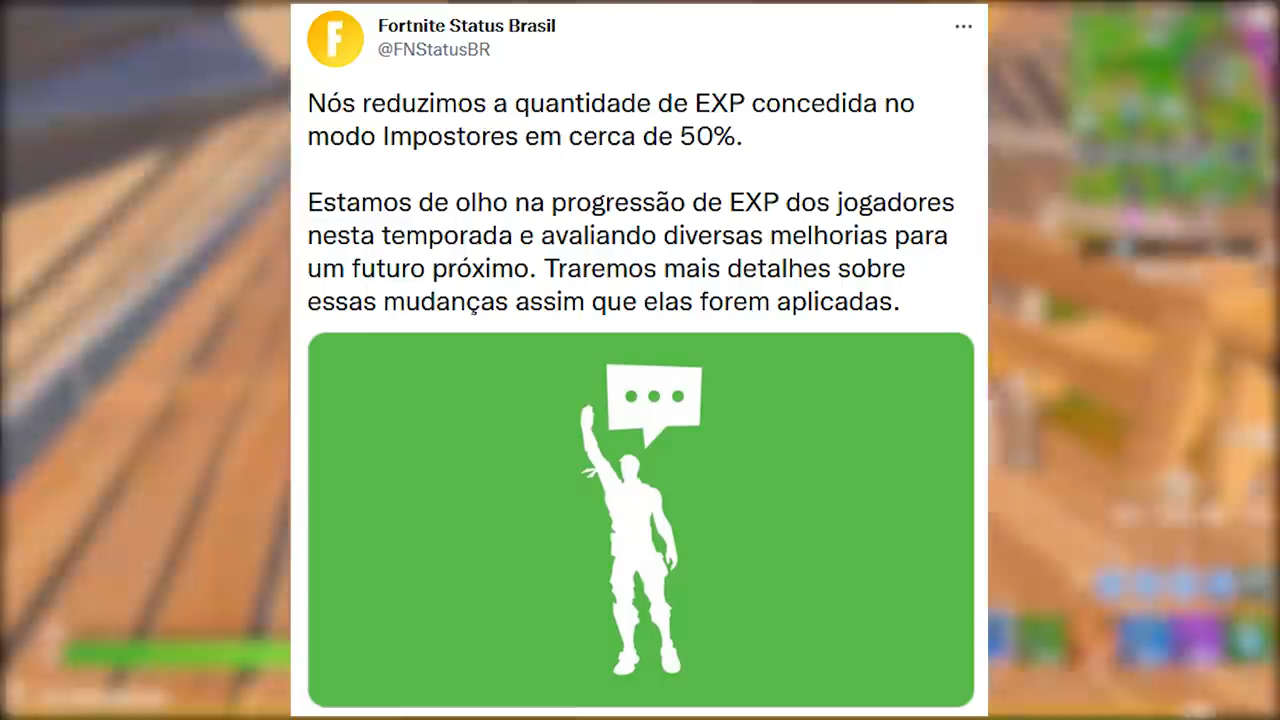 Fortnite Status Brasil
@FNStatusBR
Nós reduzimos a quantidade de EXP concedida no
modo Impostores em cerca de 50%.
Estamos de olho na progressão de EXP dos jogadores
nesta temporada e avaliando diversas melhorias para
um futuro próximo. Traremos mais detalhes sobre
essas mudanças assim que elas forem aplicadas.